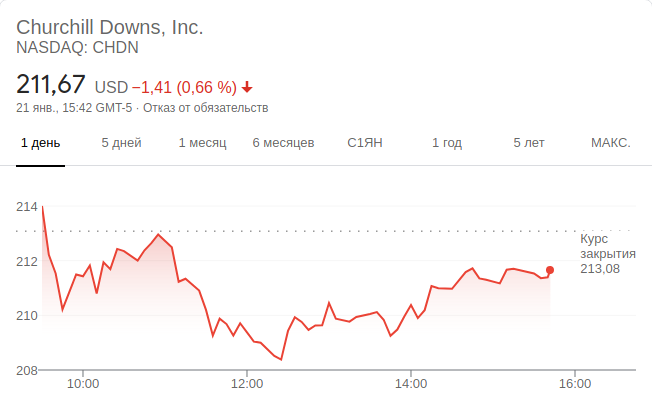 Churchill Downs, Inc.
NASDAQ: CHDN
211,67 USD −1,41 (0,66 %)
21 янв., 15:42 GMT-5 · Отказ от обязательств
1 день 5 дней 1 месяц 6 месяцев С1ЯН 1 год 5 лет МАКС.
214
Курс
закрытия
213,08
212
210
208
10:00 12:00 14:00 16:00